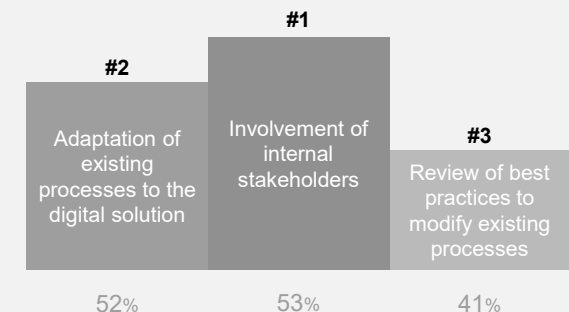 #1
#2
#3
Adaptation of
existing
processes to the
digital solution
Involvement of
internal
stakeholders
Review of best
practices to
modify existing
processes
52%
53%
41%